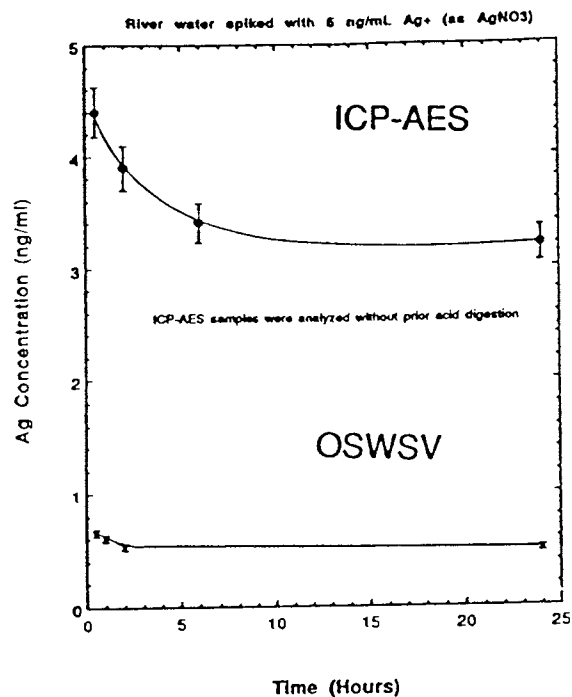 River water spiked with 5 ng/mL Ag+ (as AgNO3)
5
4
3
2
1
0
Ag Concentration (ng/ml)
ICP-AES
ICP-AES samples were analyzed without prior acid digestion
OSWSV
0
5
10
15
20
25
Time (Hours)